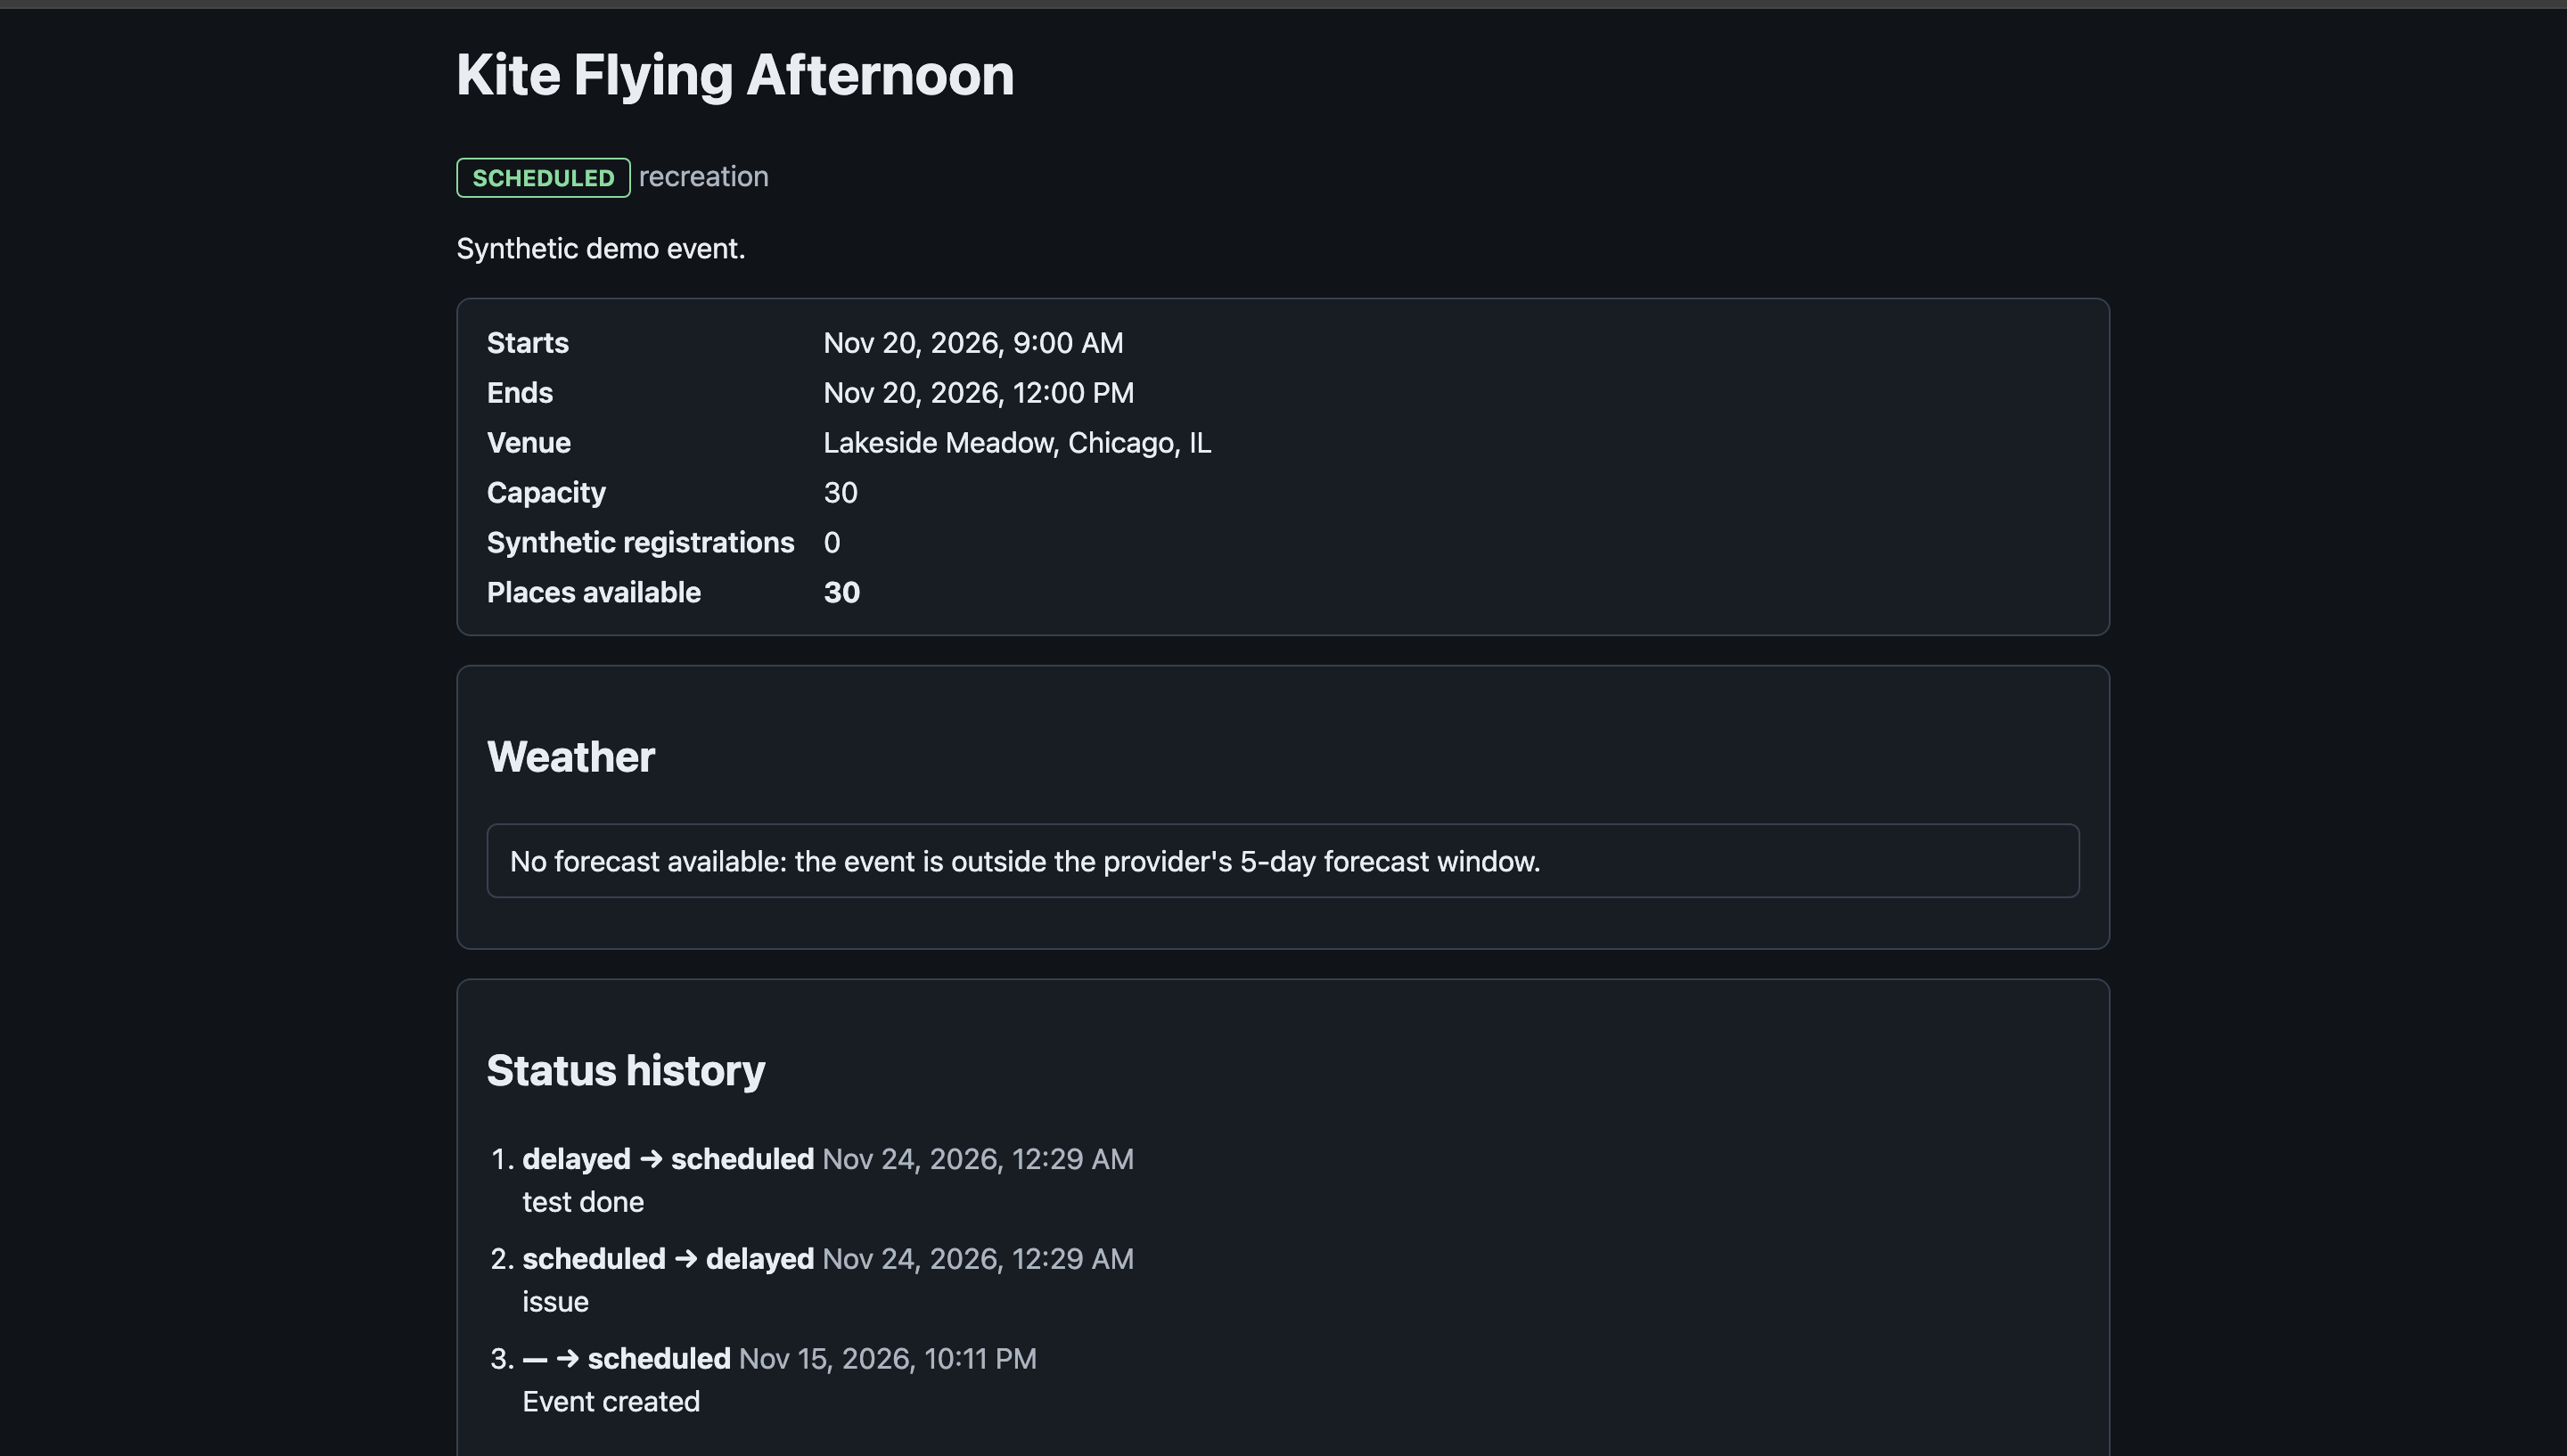 Kite Flying Afternoon
SCHEDULED recreation
Synthetic demo event.
Starts Nov 20, 2026, 9:00 AM
Ends Nov 20, 2026, 12:00 PM
Venue Lakeside Meadow, Chicago, IL
Capacity 30
Synthetic registrations 0
Places available 30
Weather
No forecast available: the event is outside the provider's 5-day forecast window.
Status history
1. delayed → scheduled Nov 24, 2026, 12:29 AM
test done
2. scheduled → delayed Nov 24, 2026, 12:29 AM
issue
3. — → scheduled Nov 15, 2026, 10:11 PM
Event created